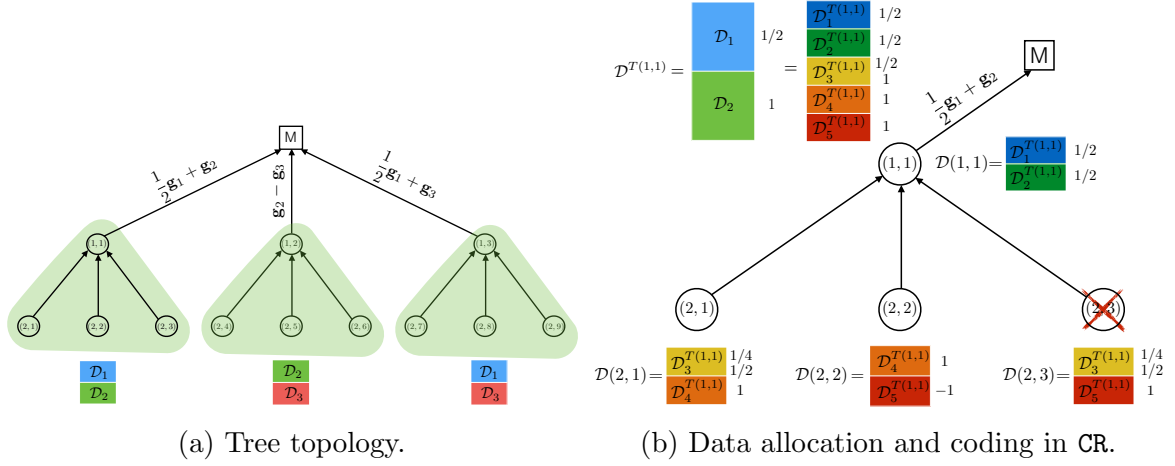 M
½g₁ + g₂
g₂ − g₃
½g₁ + g₃
(1, 1)
(1, 2)
(1, 3)
(2, 1)
(2, 2)
(2, 3)
(2, 4)
(2, 5)
(2, 6)
(2, 7)
(2, 8)
(2, 9)
𝒟₁
𝒟₂
𝒟₂
𝒟₃
𝒟₁
𝒟₃
(a) Tree topology.
𝒟^{T(1,1)} =
𝒟₁ 1/2
𝒟₂ 1
=
𝒟₁^{T(1,1)} 1/2
𝒟₂^{T(1,1)} 1/2
𝒟₃^{T(1,1)} 1/2
1
𝒟₄^{T(1,1)} 1
𝒟₅^{T(1,1)} 1
M
½g₁ + g₂
(1, 1)
𝒟(1, 1) =
𝒟₁^{T(1,1)} 1/2
𝒟₂^{T(1,1)} 1/2
(2, 1)
(2, 2)
(2, 3)
𝒟(2, 1) =
𝒟₃^{T(1,1)} 1/4
1/2
𝒟₄^{T(1,1)} 1
𝒟(2, 2) =
𝒟₄^{T(1,1)} 1
𝒟₅^{T(1,1)} −1
𝒟(2, 3) =
𝒟₃^{T(1,1)} 1/4
1/2
𝒟₅^{T(1,1)} 1
(b) Data allocation and coding in CR.